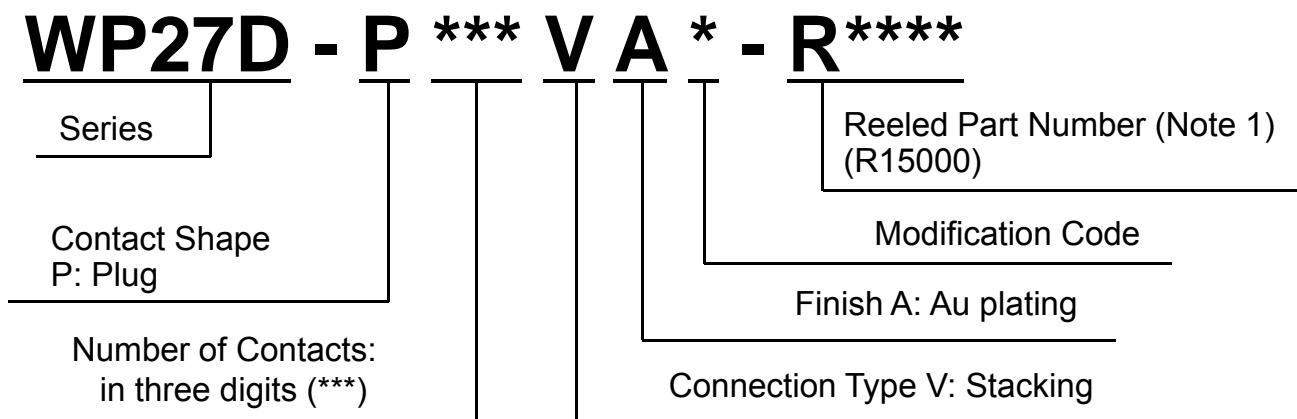 WP27D - P *** V A * - R****
Series
Reeled Part Number (Note 1)
(R15000)
Contact Shape
P: Plug
Modification Code
Finish A: Au plating
Number of Contacts:
in three digits (***)
Connection Type V: Stacking